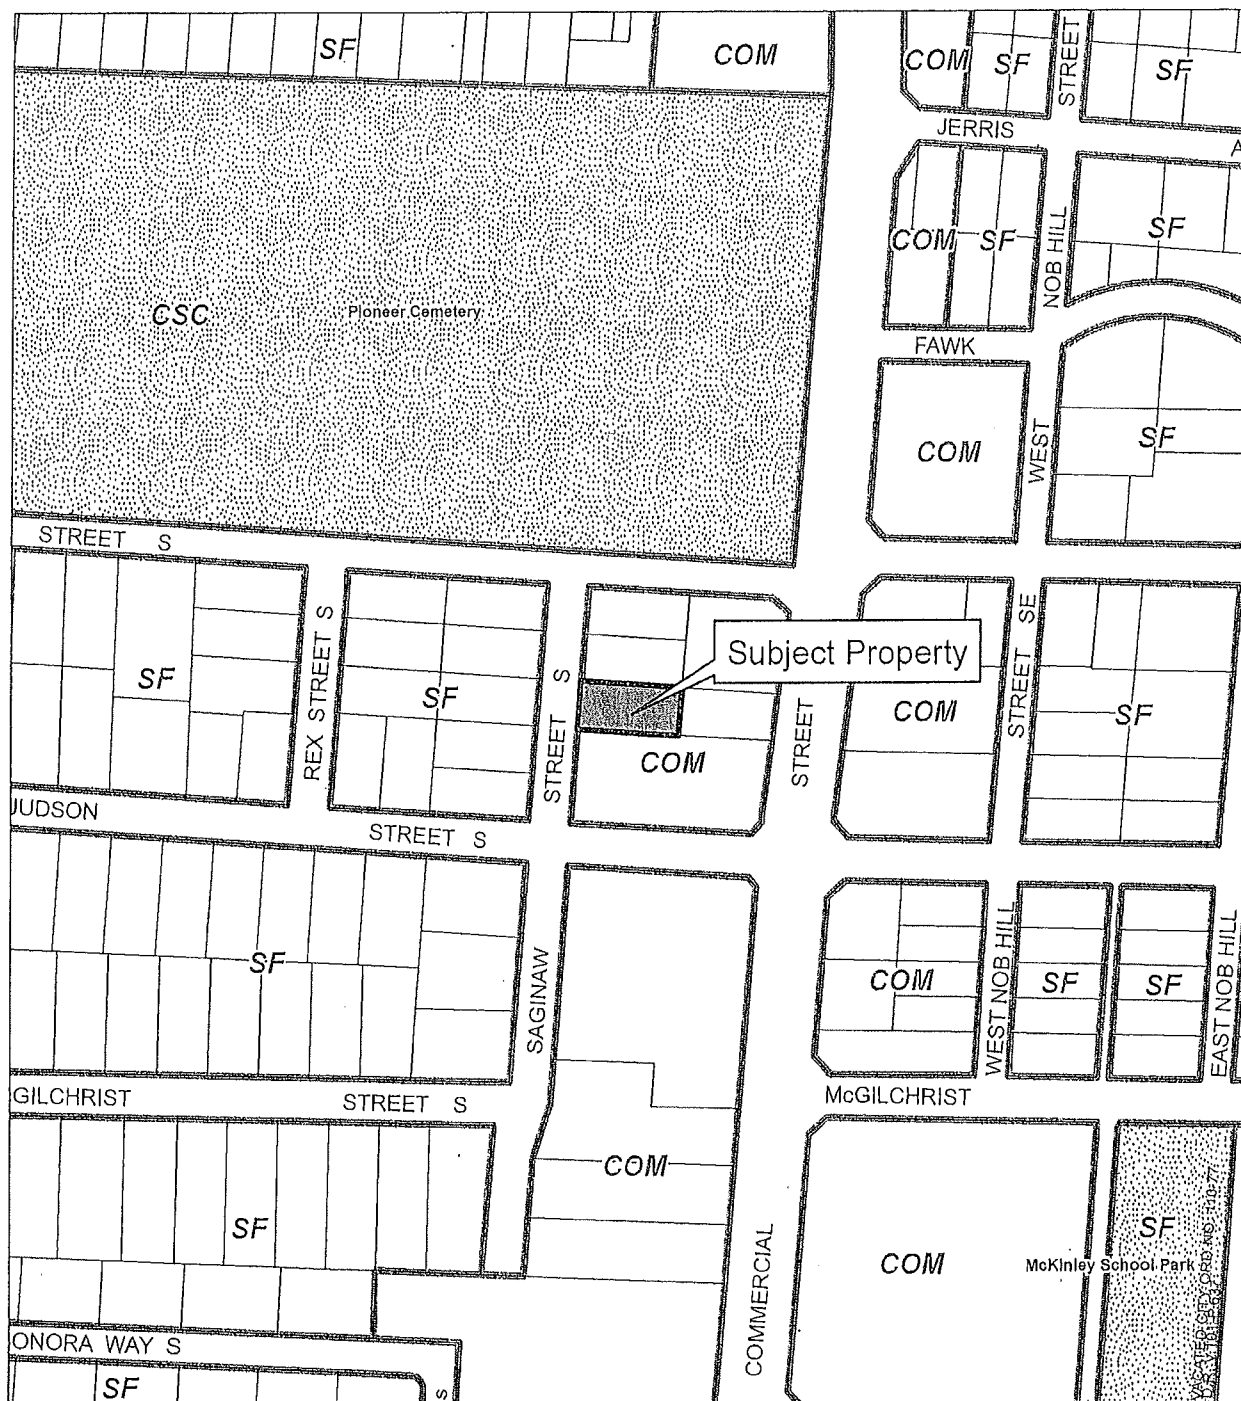 SF
COM
COM
SF
STREET
SF
JERRIS
A
COM
SF
NOB HILL
SF
CSC
Pioneer Cemetery
FAWK
COM
WEST
SF
STREET S
SF
REX STREET S
SF
STREET S
Subject Property
COM
STREET
COM
STREET SE
SF
JUDSON
STREET S
SF
SAGINAW
COM
WEST NOB HILL
SF
SF
EAST NOB HILL
GILCHRIST
STREET S
McGILCHRIST
SF
COM
COMMERCIAL
COM
SF
McKinley School Park
ONORA WAY S
SF
S